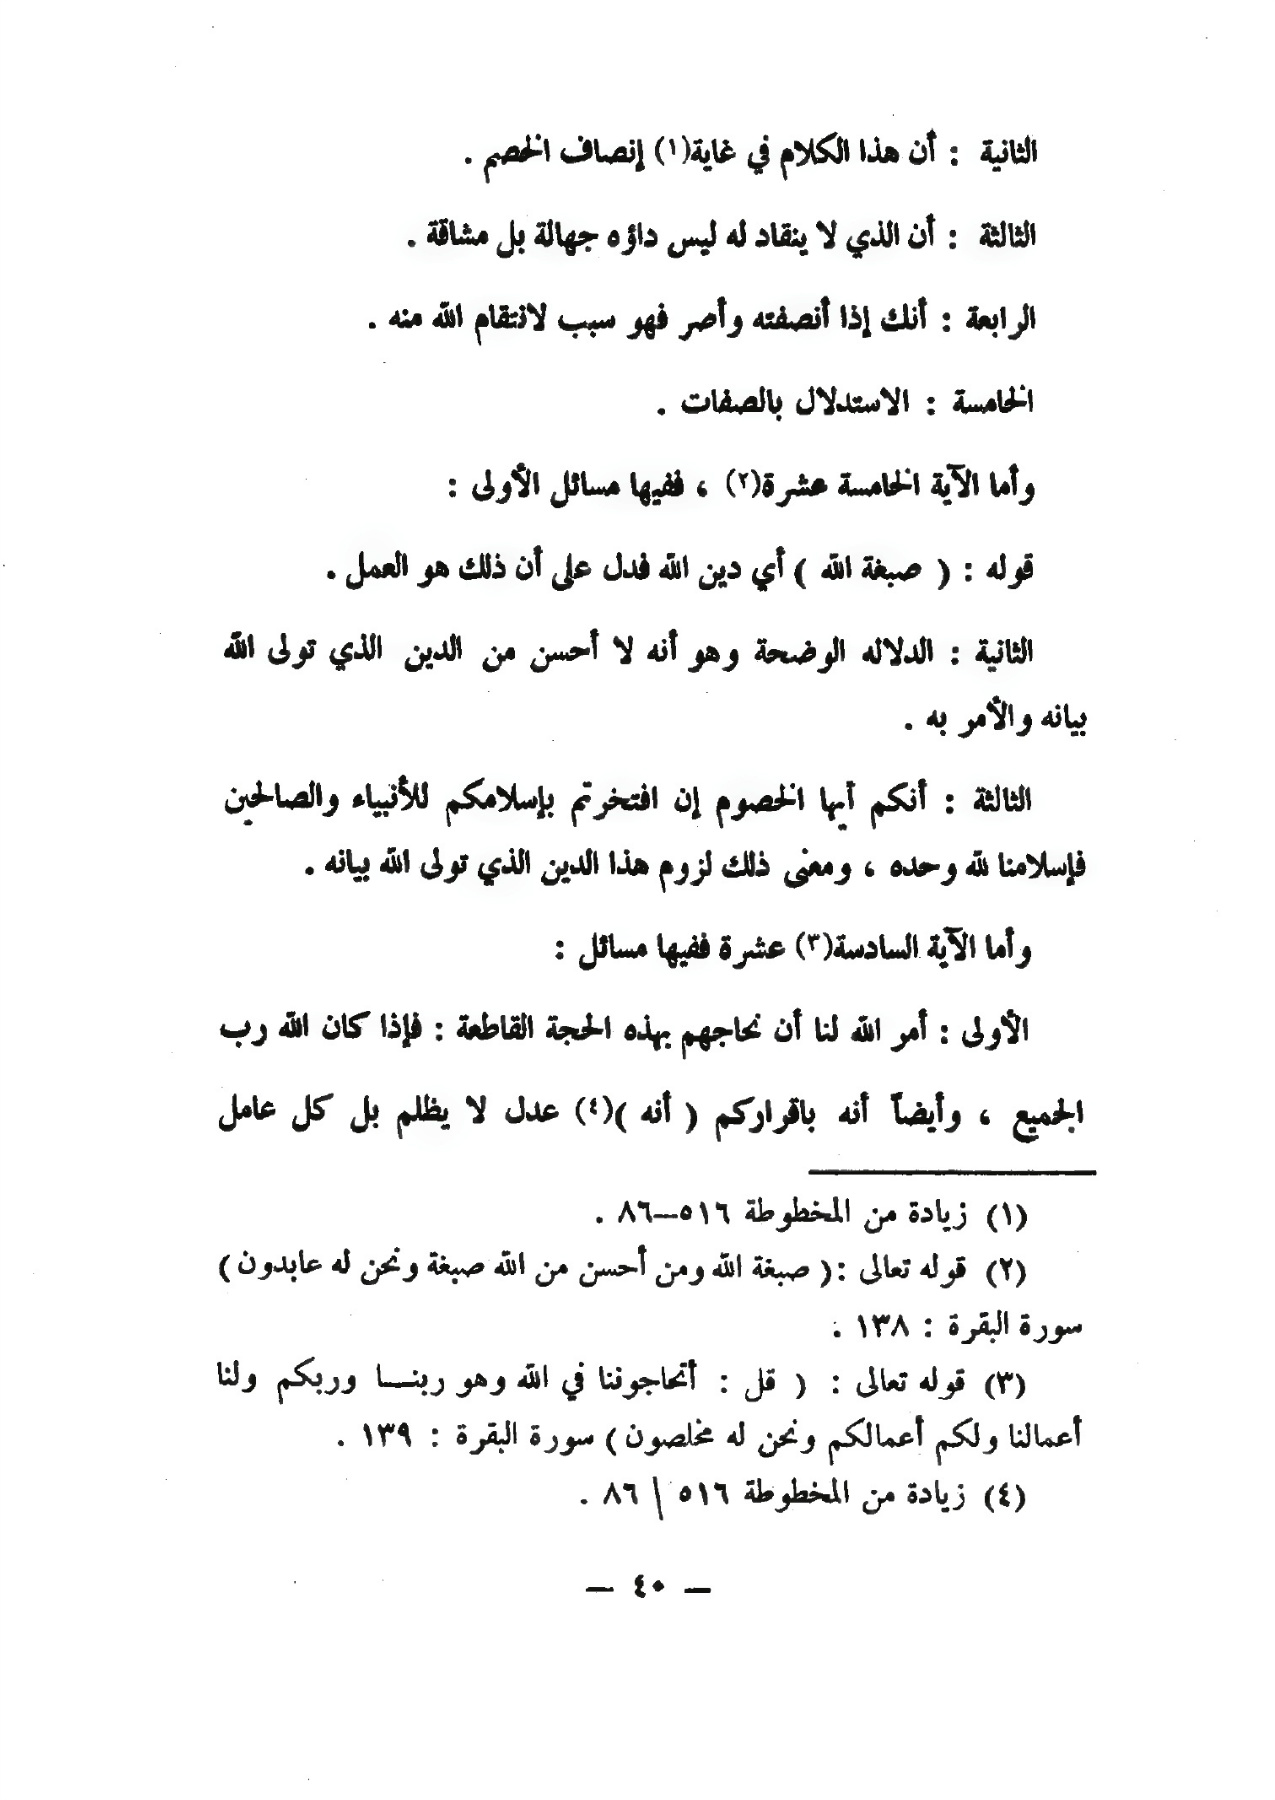 الثانية : أن هذا الكلام في غاية(١) إنصاف الخصم .
الثالثة : أن الذي لا ينقاد له ليس داؤه جهالة بل مشاقة .
الرابعة : أنك إذا أنصفته وأصر فهو سبب لانتقام الله منه .
الخامسة : الاستدلال بالصفات .
وأما الآية الخامسة عشرة(٢) ، ففيها مسائل الأولى :
قوله : ( صبغة الله ) أي دين الله فدل على أن ذلك هو العمل .
الثانية : الدلاله الوضحة وهو أنه لا أحسن من الدين الذي تولى الله
بيانه والأمر به .
الثالثة : أنكم أيها الخصوم إن افتخرتم بإسلامكم للأنبياء والصالحين
فإسلامنا لله وحده ، ومعنى ذلك لزوم هذا الدين الذي تولى الله بيانه .
وأما الآية السادسة(٣) عشرة ففيها مسائل :
الأولى : أمر الله لنا أن نحاجهم بهذه الحجة القاطعة : فإذا كان الله رب
الجميع ، وأيضاً أنه باقراركم ( أنه )(٤) عدل لا يظلم بل كل عامل
(١) زيادة من المخطوطة ٥١٦–٨٦ .
(٢) قوله تعالى :( صبغة الله ومن أحسن من الله صبغة ونحن له عابدون )
سورة البقرة : ١٣٨ .
(٣) قوله تعالى : ( قل : أتحاجوننا في الله وهو ربنــا وربكم ولنا
أعمالنا ولكم أعمالكم ونحن له مخلصون ) سورة البقرة : ١٣٩ .
(٤) زيادة من المخطوطة ٥١٦ / ٨٦ .
— ٤٠ —